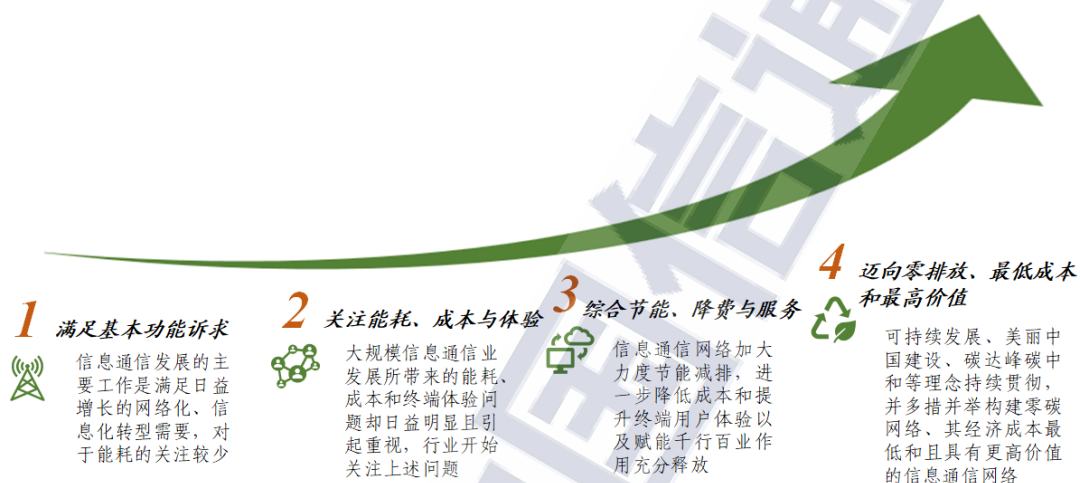 1
满足基本功能诉求
信息通信发展的主
要工作是满足日益
增长的网络化、信
息化转型需要，对
于能耗的关注较少
2
关注能耗、成本与体验
大规模信息通信业
发展所带来的能耗、
成本和终端体验问
题却日益明显且引
起重视，行业开始
关注上述问题
3
综合节能、降费与服务
信息通信网络加大
力度节能减排，进
一步降低成本和提
升终端用户体验以
及赋能千行百业作
用充分释放
4
迈向零排放、最低成本
和最高价值
可持续发展、美丽中
国建设、碳达峰碳中
和等理念持续贯彻，
并多措并举构建零碳
网络、其经济成本最
低和且具有更高价值
的信息通信网络
国信通